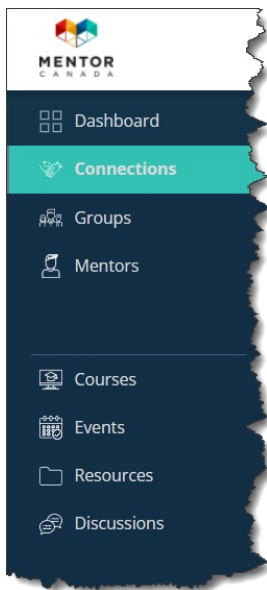 MENTOR
CANADA
Dashboard
Connections
Groups
Mentors
Courses
Events
Resources
Discussions